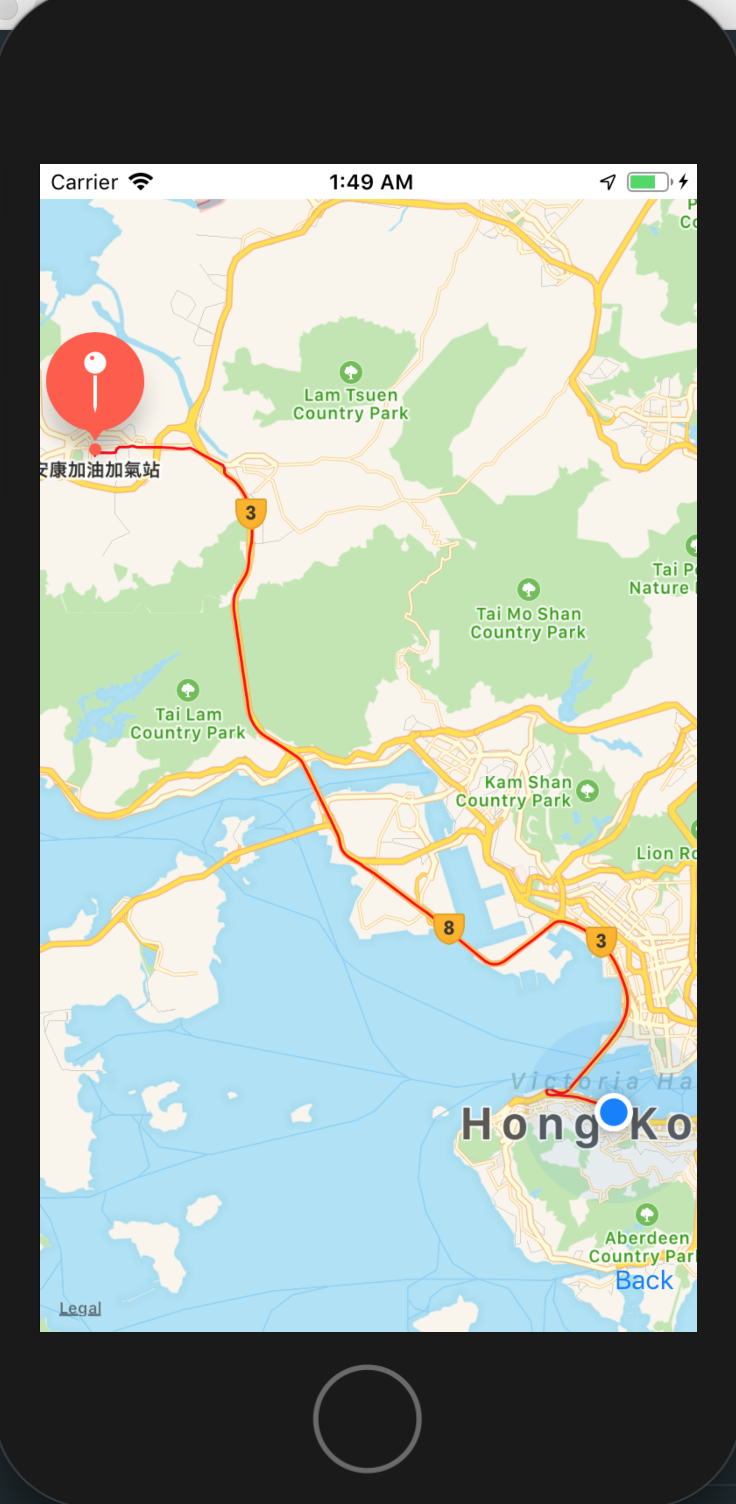 Carrier 1:49 AM
Lam Tsuen
Country Park
安康加油加氣站
3
Tai Mo Shan
Country Park
Tai P
Nature
Tai Lam
Country Park
Kam Shan
Country Park
Lion Ro
8
3
Victoria Ha
Hong Ko
Aberdeen
Country Park
Back
Legal